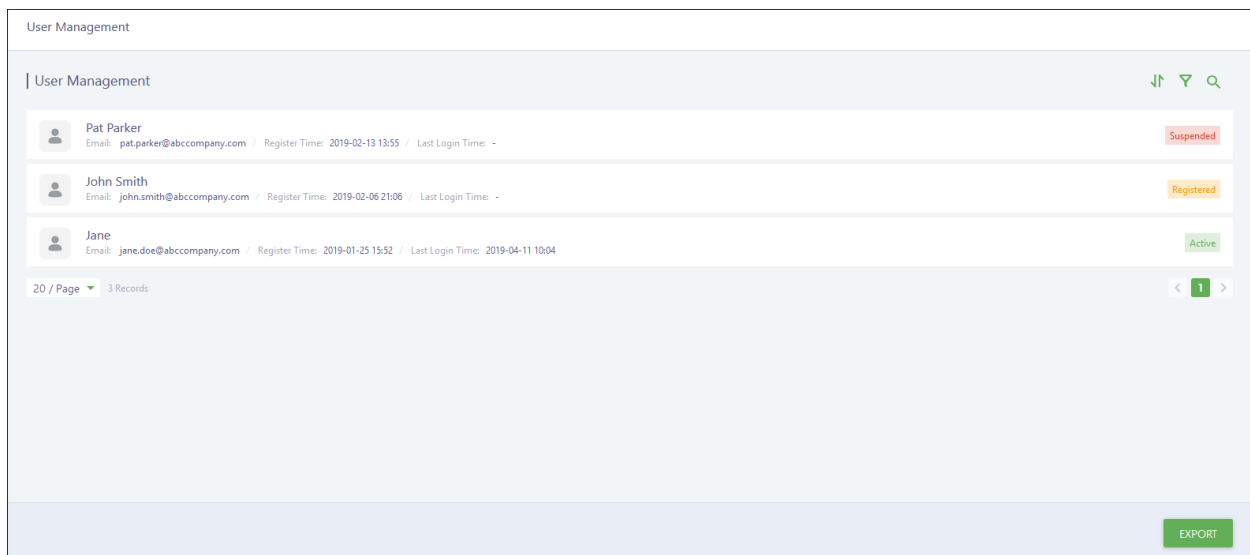 User Management
User Management
Pat Parker
Email: pat.parker@abccompany.com / Register Time: 2019-02-13 13:55 / Last Login Time: -
Suspended
John Smith
Email: john.smith@abccompany.com / Register Time: 2019-02-06 21:06 / Last Login Time: -
Registered
Jane
Email: jane.doe@abccompany.com / Register Time: 2019-01-25 15:52 / Last Login Time: 2019-04-11 10:04
Active
20 / Page 3 Records
< 1 >
EXPORT